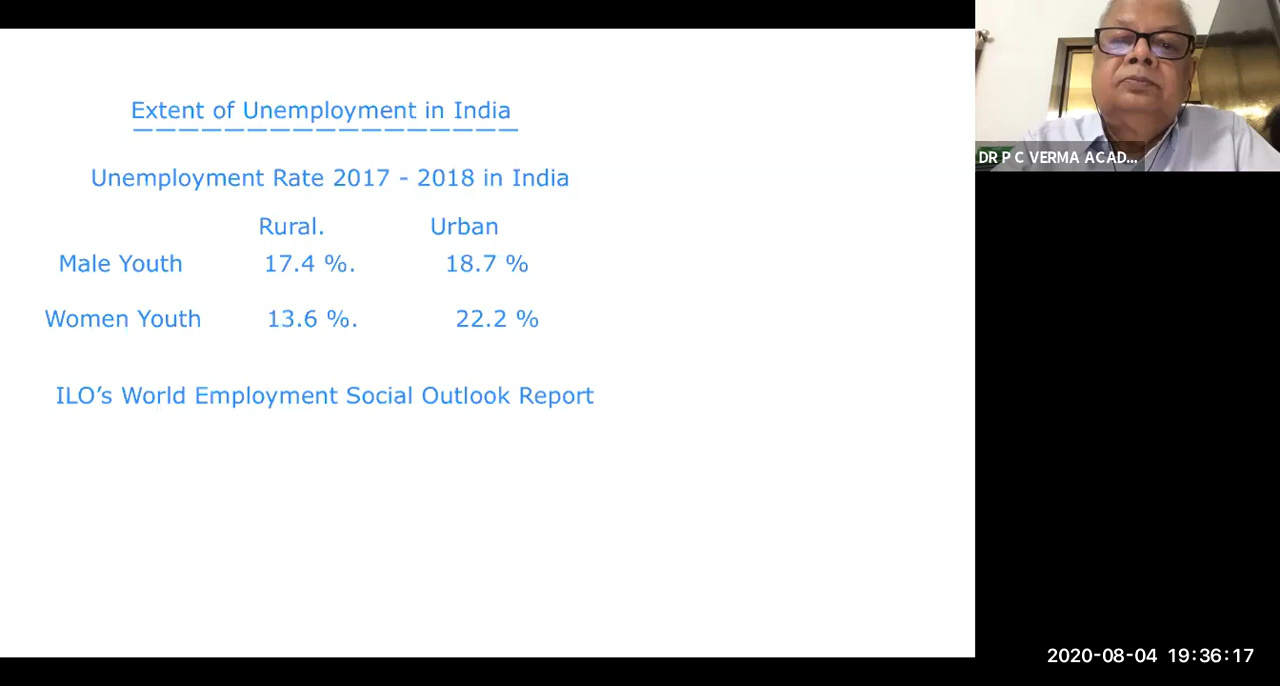 Extent of Unemployment in India
Unemployment Rate 2017 - 2018 in India
Rural. Urban
Male Youth 17.4 %. 18.7 %
Women Youth 13.6 %. 22.2 %
ILO’s World Employment Social Outlook Report
DR P C VERMA ACAD...
2020-08-04 19:36:17